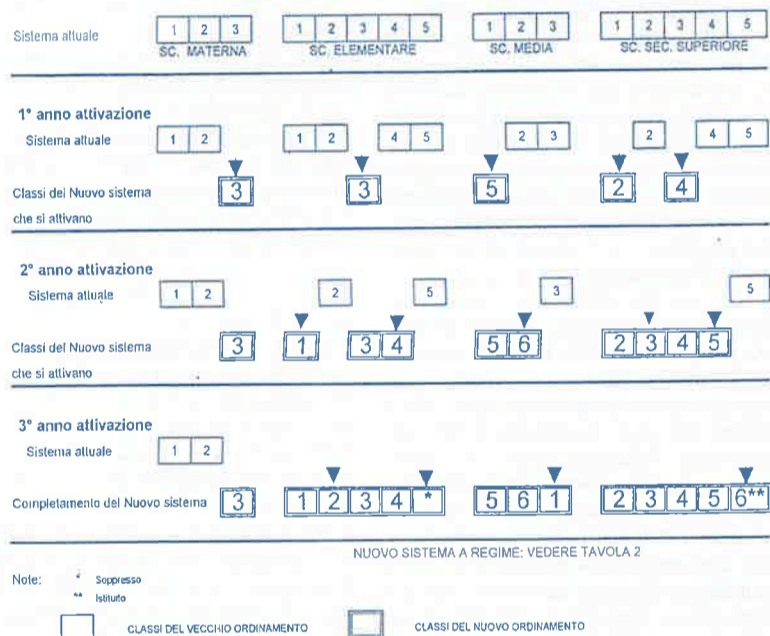 Sistema attuale 1 2 3 1 2 3 4 5 1 2 3 1 2 3 4 5
SC. MATERNA SC. ELEMENTARE SC. MEDIA SC. SEC. SUPERIORE
1° anno attivazione
Sistema attuale 1 2 1 2 4 5 2 3 2 4 5
Classi del Nuovo sistema 3 3 5 2 4
che si attivano
2° anno attivazione
Sistema attuale 1 2 2 5 3 5
Classi del Nuovo sistema 3 1 3 4 5 6 2 3 4 5
che si attivano
3° anno attivazione
Sistema attuale 1 2
Completamento del Nuovo sistema 3 1 2 3 4 * 5 6 1 2 3 4 5 6**
NUOVO SISTEMA A REGIME: VEDERE TAVOLA 2
Note: * Soppresso
** Istituito
CLASSI DEL VECCHIO ORDINAMENTO CLASSI DEL NUOVO ORDINAMENTO